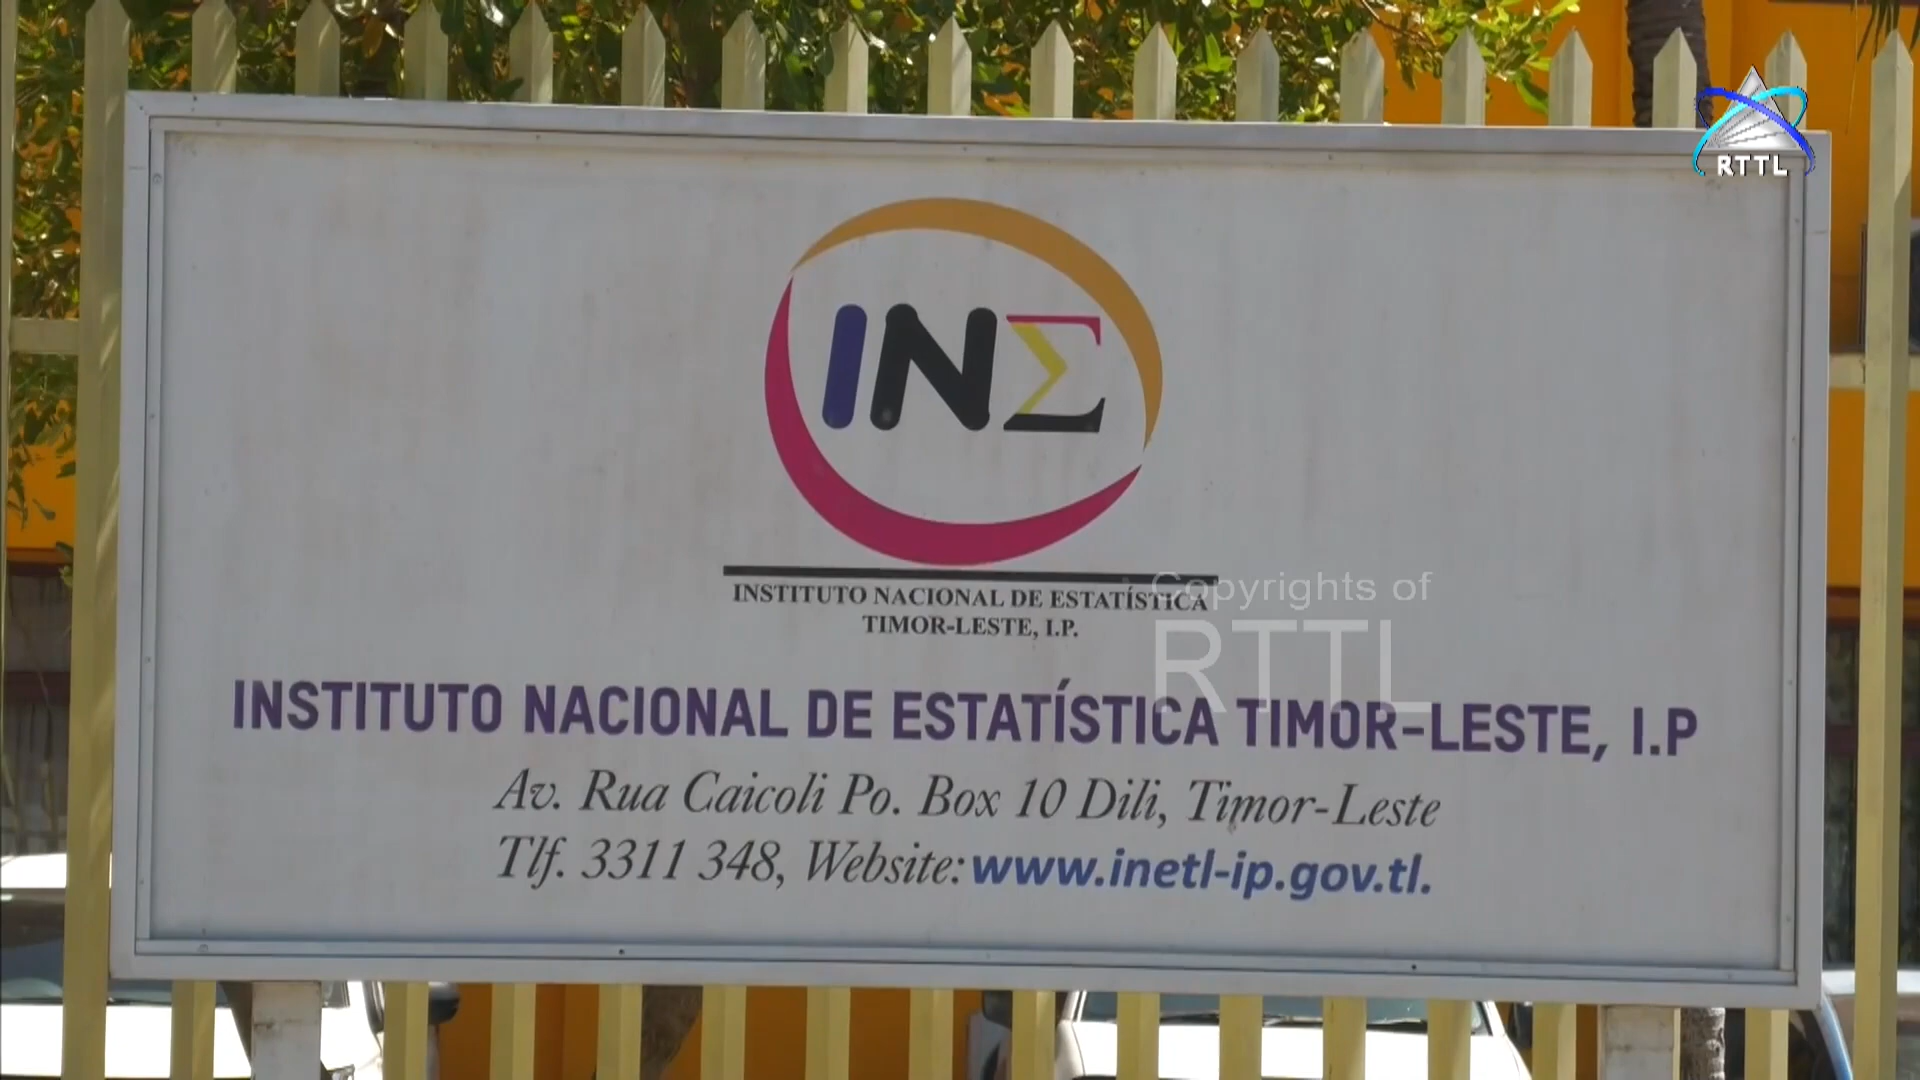 RTTL
INΣ
INSTITUTO NACIONAL DE ESTATÍSTICA
TIMOR-LESTE, I.P.
Copyrights of
RTTL
INSTITUTO NACIONAL DE ESTATÍSTICA TIMOR-LESTE, I.P
Av. Rua Caicoli Po. Box 10 Dili, Timor-Leste
Tlf. 3311 348, Website: www.inetl-ip.gov.tl.